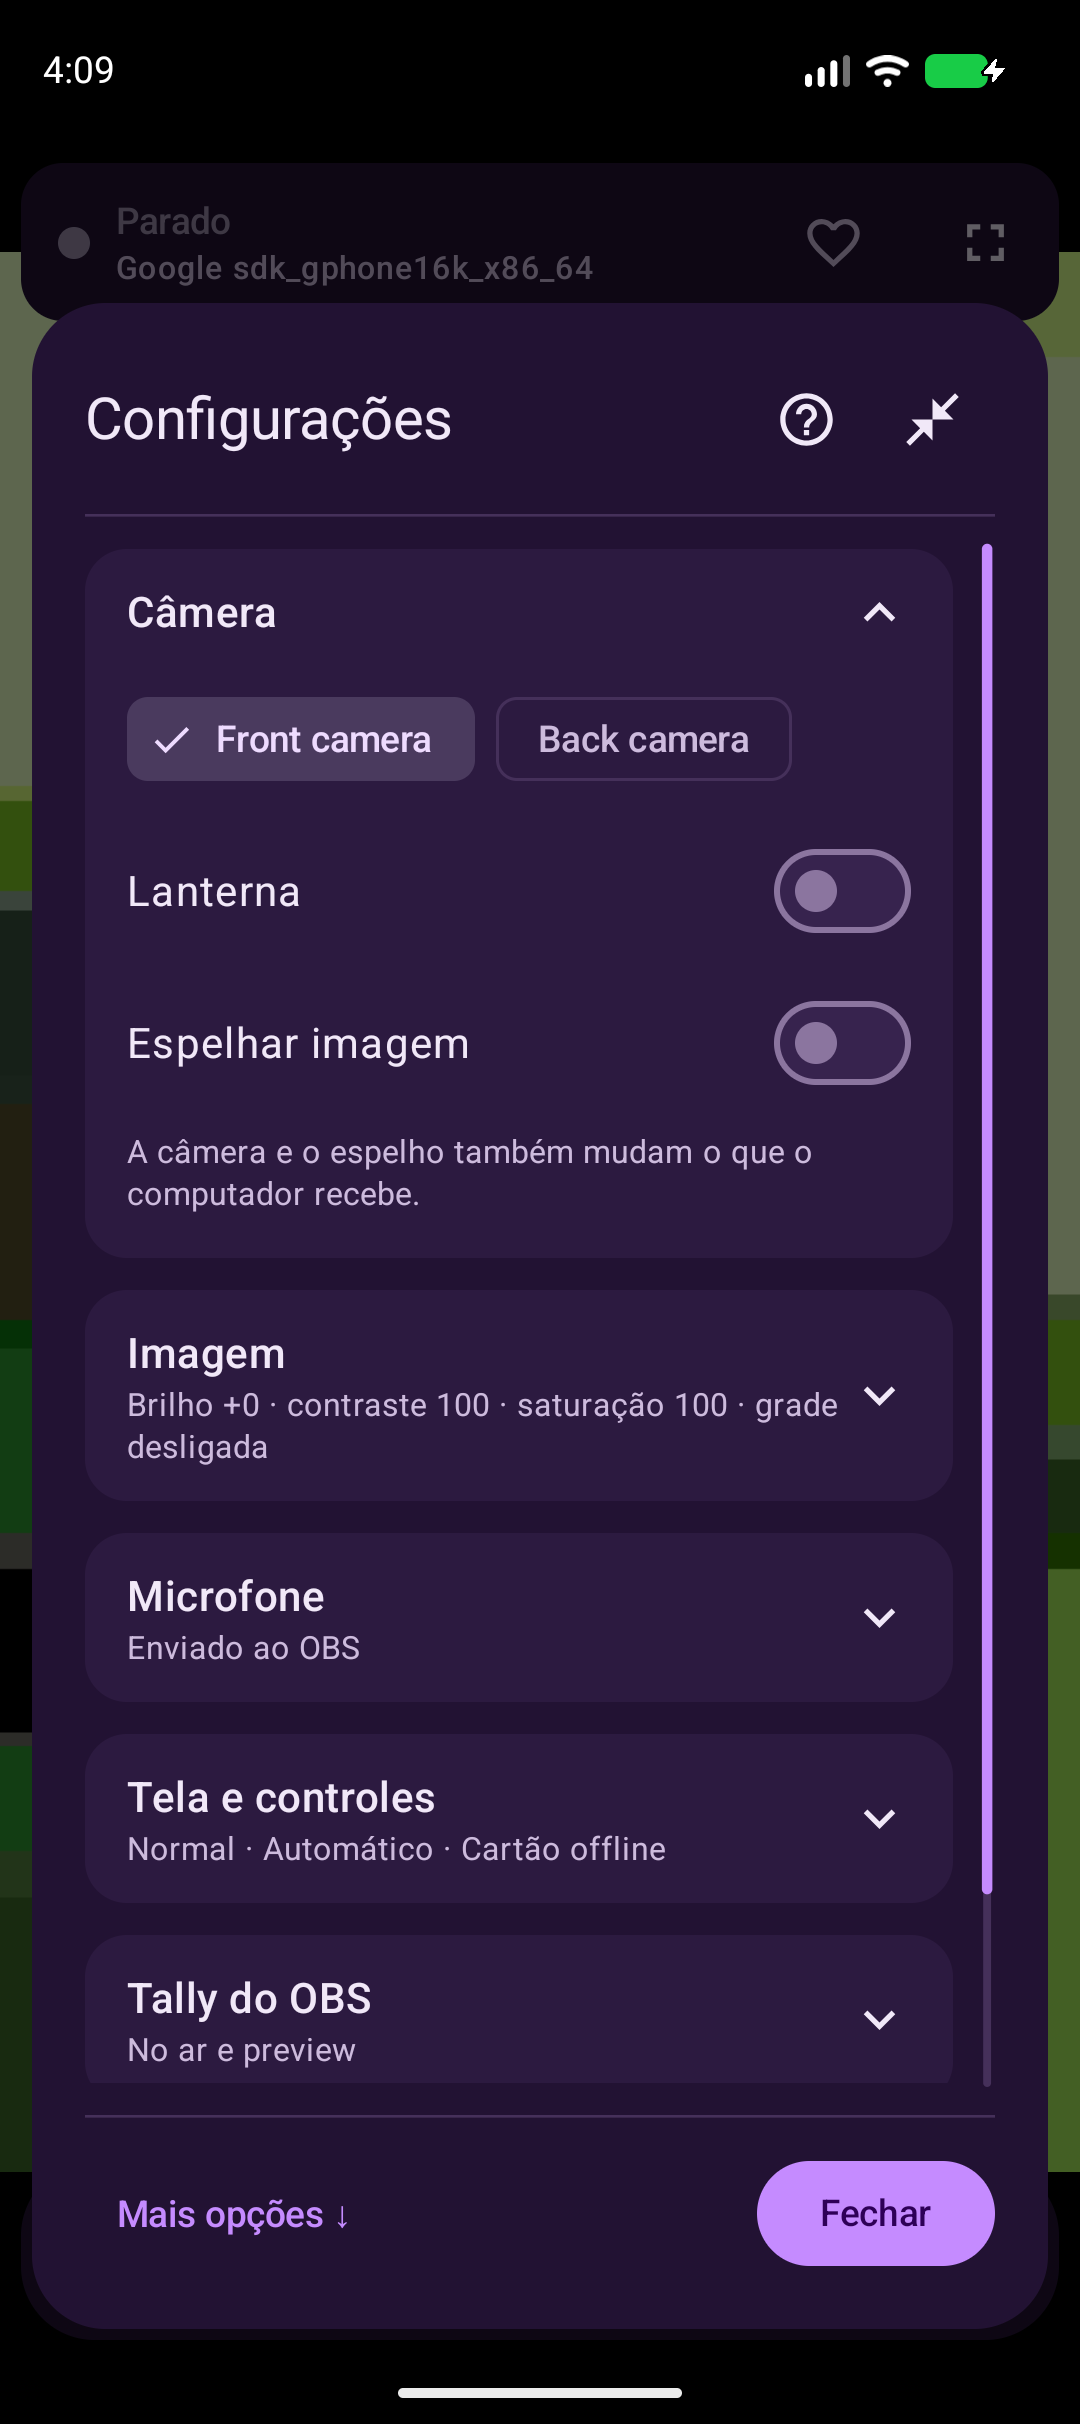 4:09
Parado
Google sdk_gphone16k_x86_64
Configurações
Câmera
Front camera
Back camera
Lanterna
Espelhar imagem
A câmera e o espelho também mudam o que o
computador recebe.
Imagem
Brilho +0 · contraste 100 · saturação 100 · grade
desligada
Microfone
Enviado ao OBS
Tela e controles
Normal · Automático · Cartão offline
Tally do OBS
No ar e preview
Mais opções ↓
Fechar